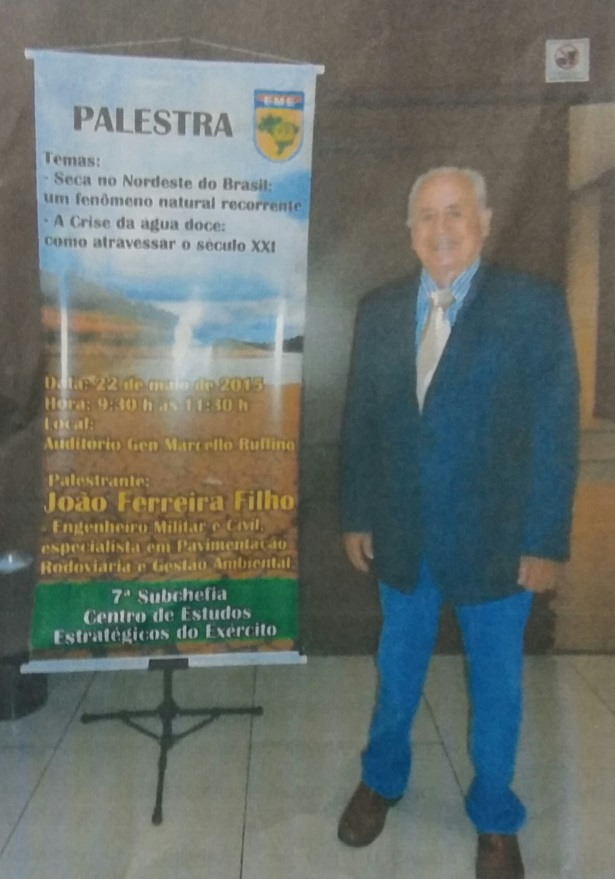 PALESTRA
EME
Temas:
- Seca no Nordeste do Brasil:
um fenômeno natural recorrente
- A Crise da água doce:
como atravessar o século XXI
Data: 22 de maio de 2015
Hora: 9:30 h às 11:30 h
Local:
Auditorio Gen Marcello Ruffino
Palestrante:
João Ferreira Filho
- Engenheiro Militar e Civil,
especialista em Pavimentação
Rodoviaria e Gestão Ambiental
7ª Subchefia
Centro de Estudos
Estratégicos do Exército